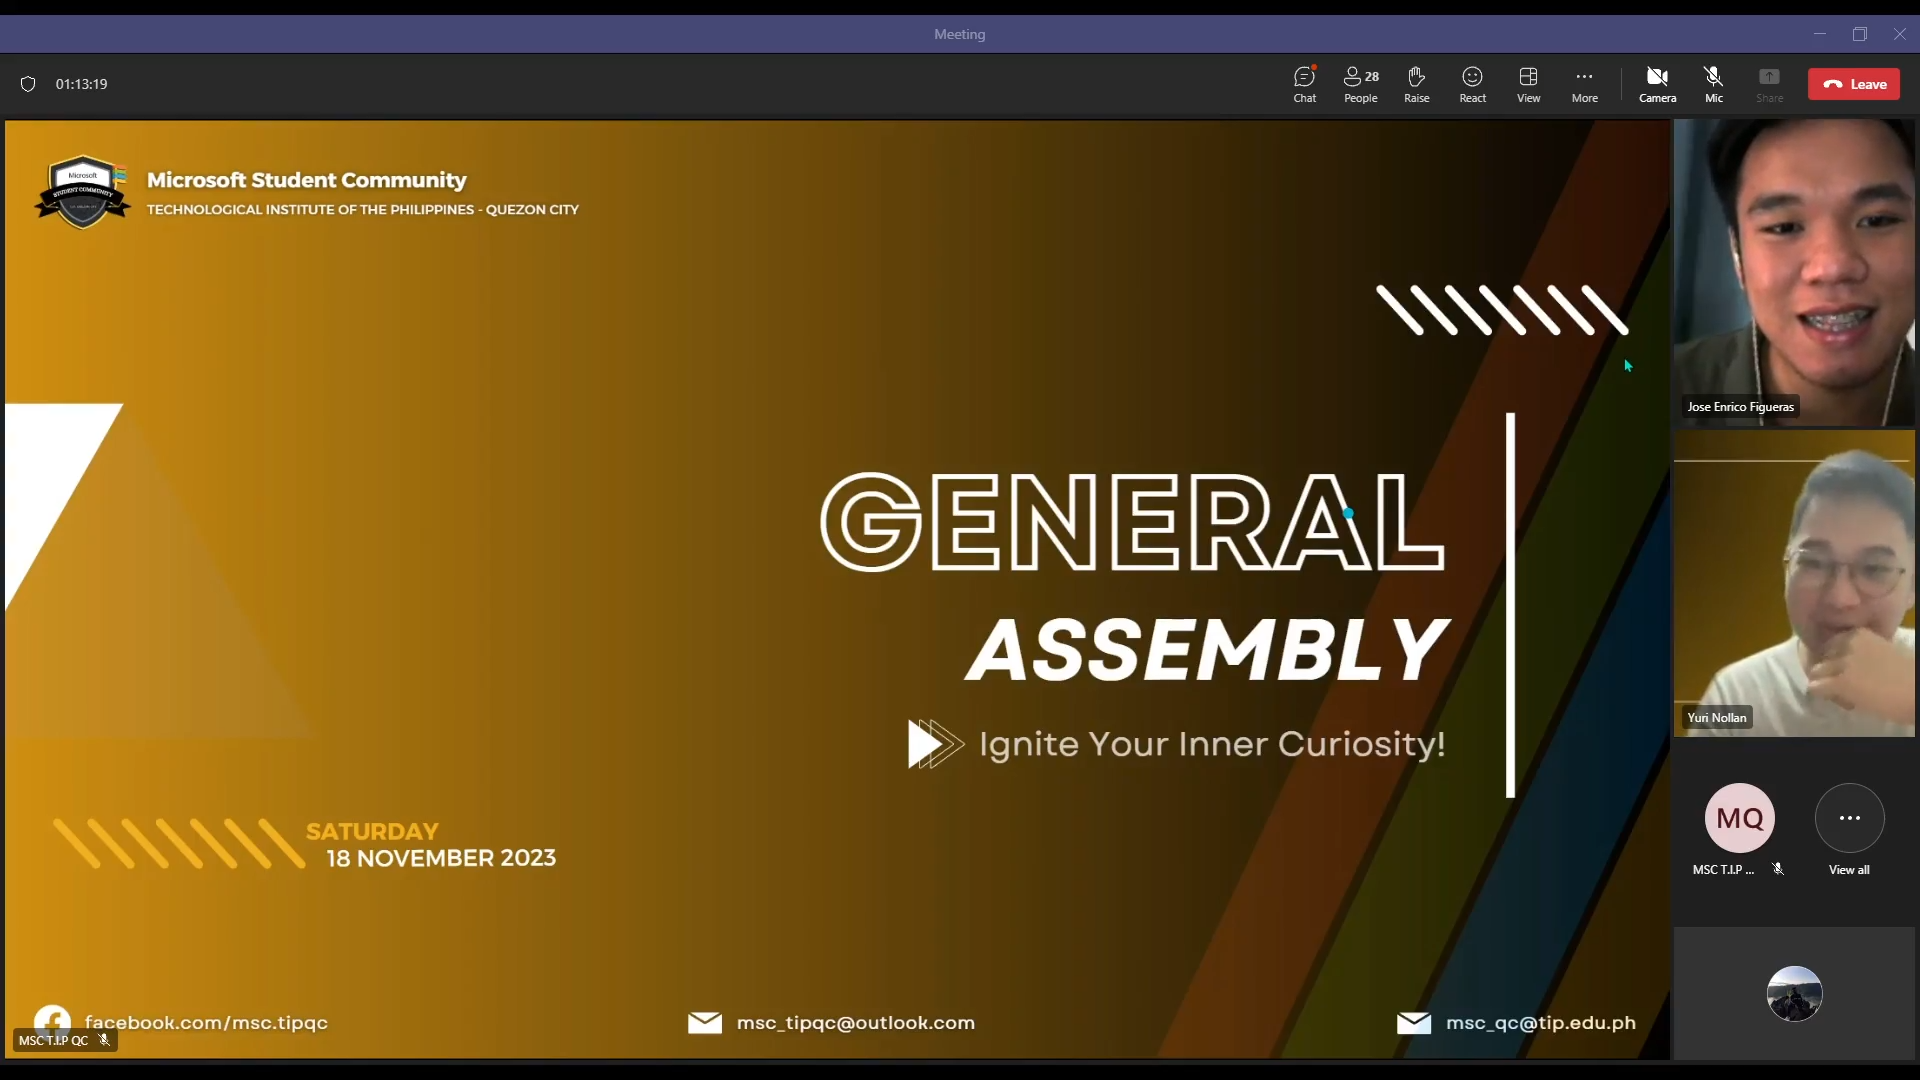 Meeting
01:13:19
Chat
28
People
Raise
React
View
More
Camera
Mic
Share
Leave
Microsoft
STUDENT COMMUNITY
Microsoft Student Community
TECHNOLOGICAL INSTITUTE OF THE PHILIPPINES - QUEZON CITY
GENERAL
ASSEMBLY
Ignite Your Inner Curiosity!
SATURDAY
18 NOVEMBER 2023
facebook.com/msc.tipqc
msc_tipqc@outlook.com
msc_qc@tip.edu.ph
MSC T.I.P QC
Jose Enrico Figueras
Yuri Nollan
MQ
MSC T.I.P ...
View all